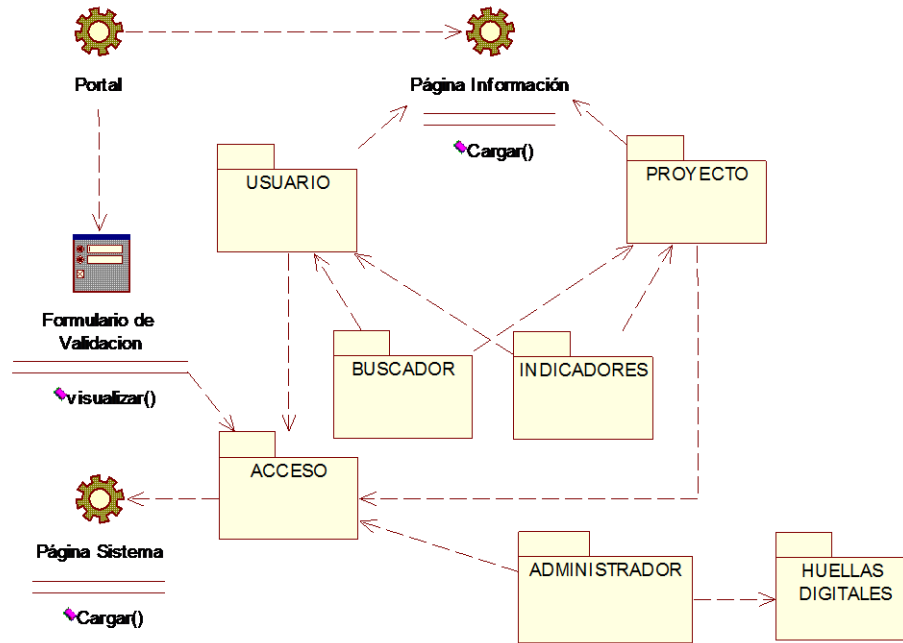 Portal
Página Información
Cargar()
USUARIO
PROYECTO
Formulario de
Validacion
visualizar()
BUSCADOR
INDICADORES
ACCESO
Página Sistema
Cargar()
ADMINISTRADOR
HUELLAS
DIGITALES